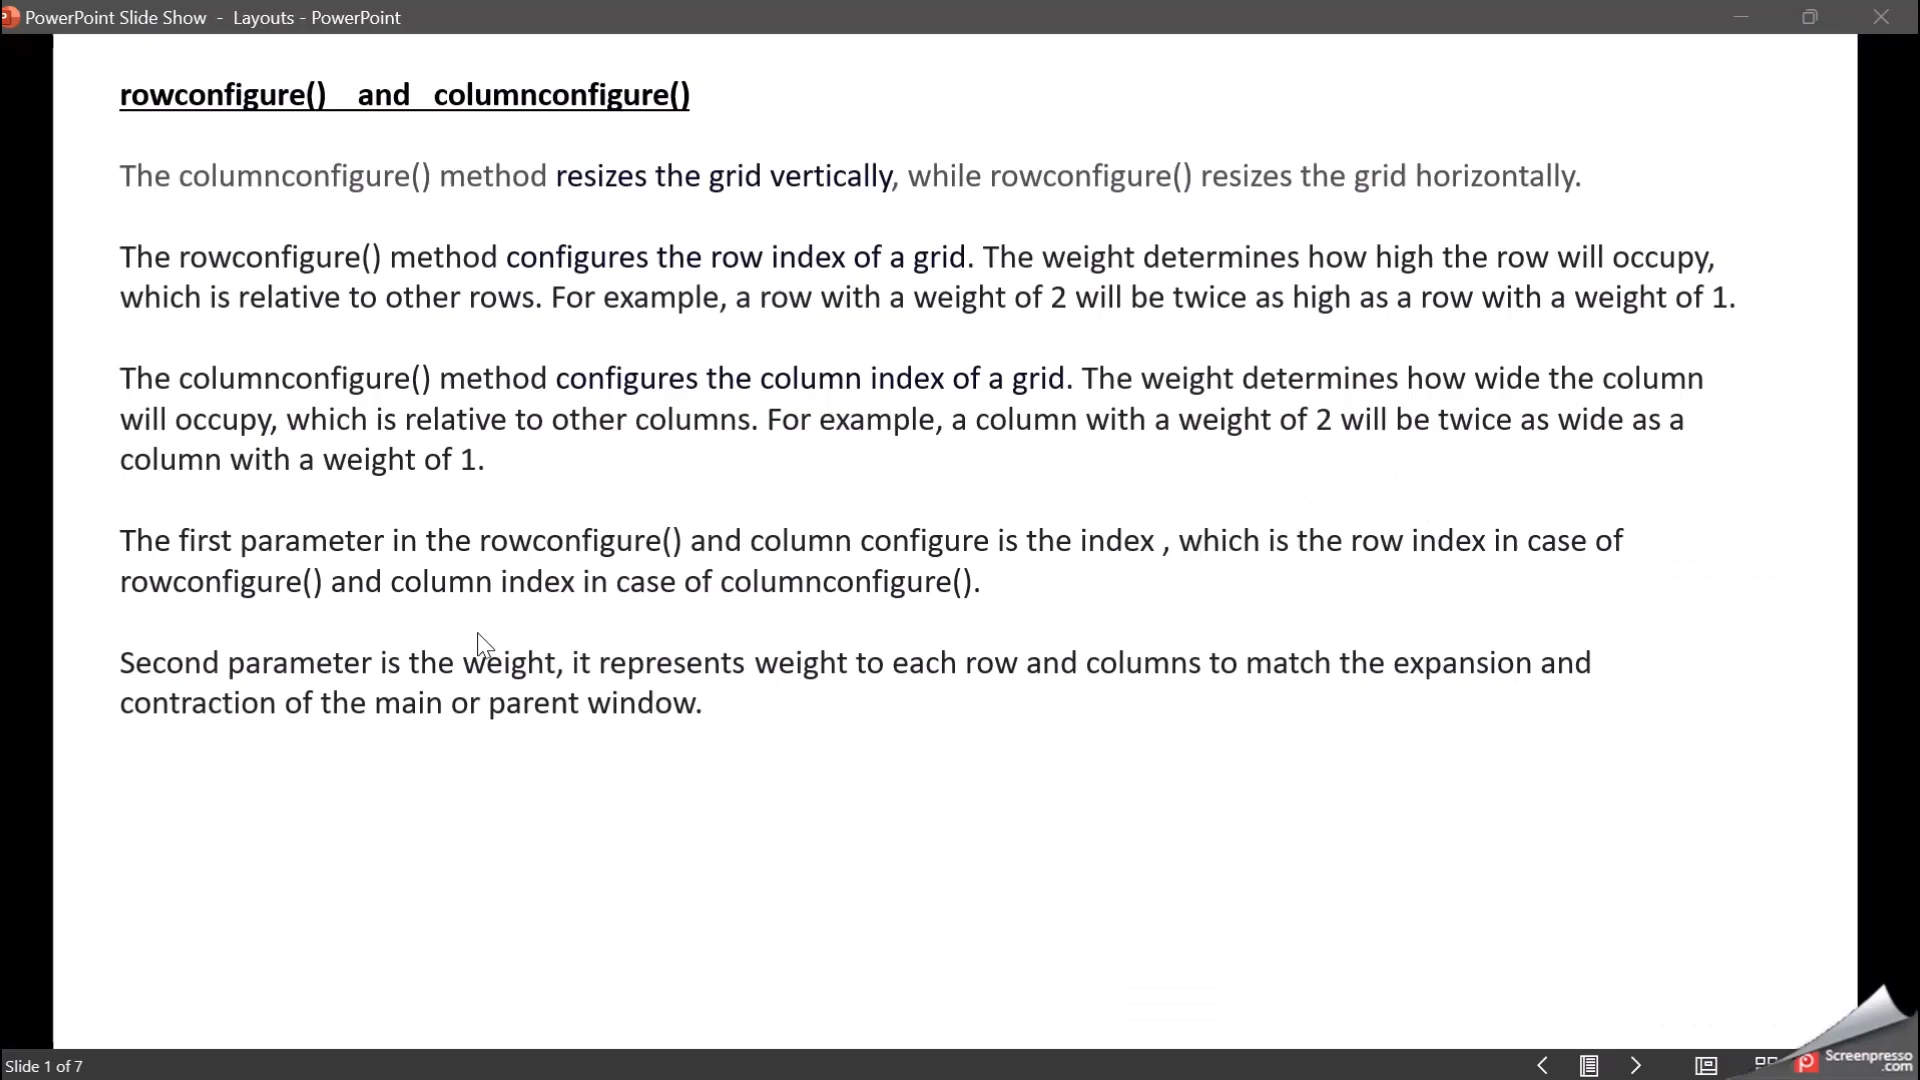 PowerPoint Slide Show - Layouts - PowerPoint
rowconfigure() and columnconfigure()
The columnconfigure() method resizes the grid vertically, while rowconfigure() resizes the grid horizontally.
The rowconfigure() method configures the row index of a grid. The weight determines how high the row will occupy,
which is relative to other rows. For example, a row with a weight of 2 will be twice as high as a row with a weight of 1.
The columnconfigure() method configures the column index of a grid. The weight determines how wide the column
will occupy, which is relative to other columns. For example, a column with a weight of 2 will be twice as wide as a
column with a weight of 1.
The first parameter in the rowconfigure() and column configure is the index , which is the row index in case of
rowconfigure() and column index in case of columnconfigure().
Second parameter is the weight, it represents weight to each row and columns to match the expansion and
contraction of the main or parent window.
Slide 1 of 7
Screenpresso
.com